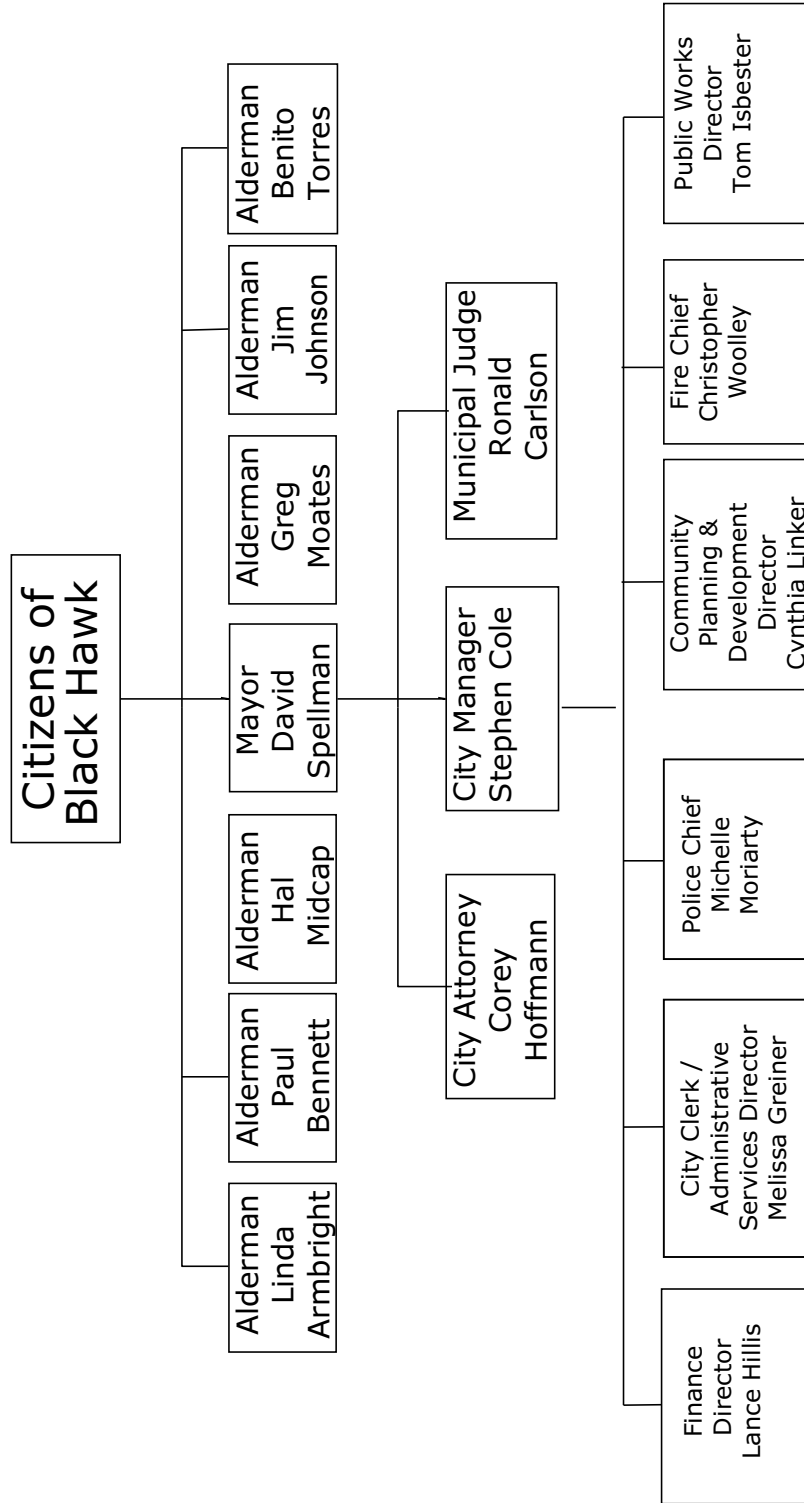 Citizens of
Black Hawk
Alderman
Linda
Armbright
Alderman
Paul
Bennett
Alderman
Hal
Midcap
Mayor
David
Spellman
Alderman
Greg
Moates
Alderman
Jim
Johnson
Alderman
Benito
Torres
City Attorney
Corey
Hoffmann
City Manager
Stephen Cole
Municipal Judge
Ronald
Carlson
Finance
Director
Lance Hillis
City Clerk /
Administrative
Services Director
Melissa Greiner
Police Chief
Michelle
Moriarty
Community
Planning &
Development
Director
Cynthia Linker
Fire Chief
Christopher
Woolley
Public Works
Director
Tom Isbester